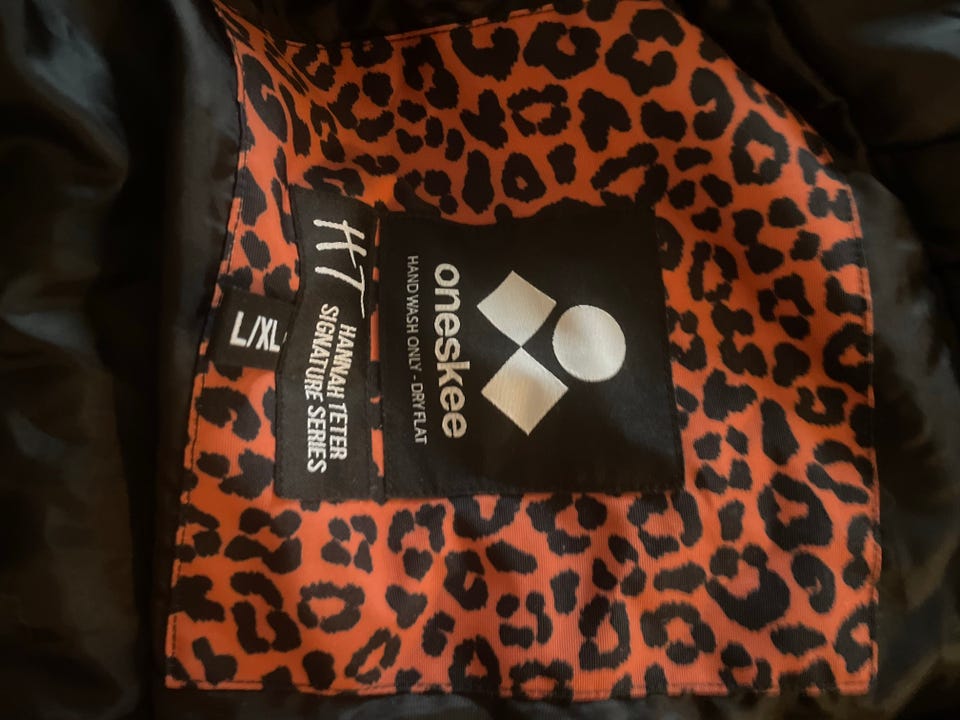 oneskee
HAND WASH ONLY - DRY FLAT
HT
HANNAH TETER
SIGNATURE SERIES
L/XL